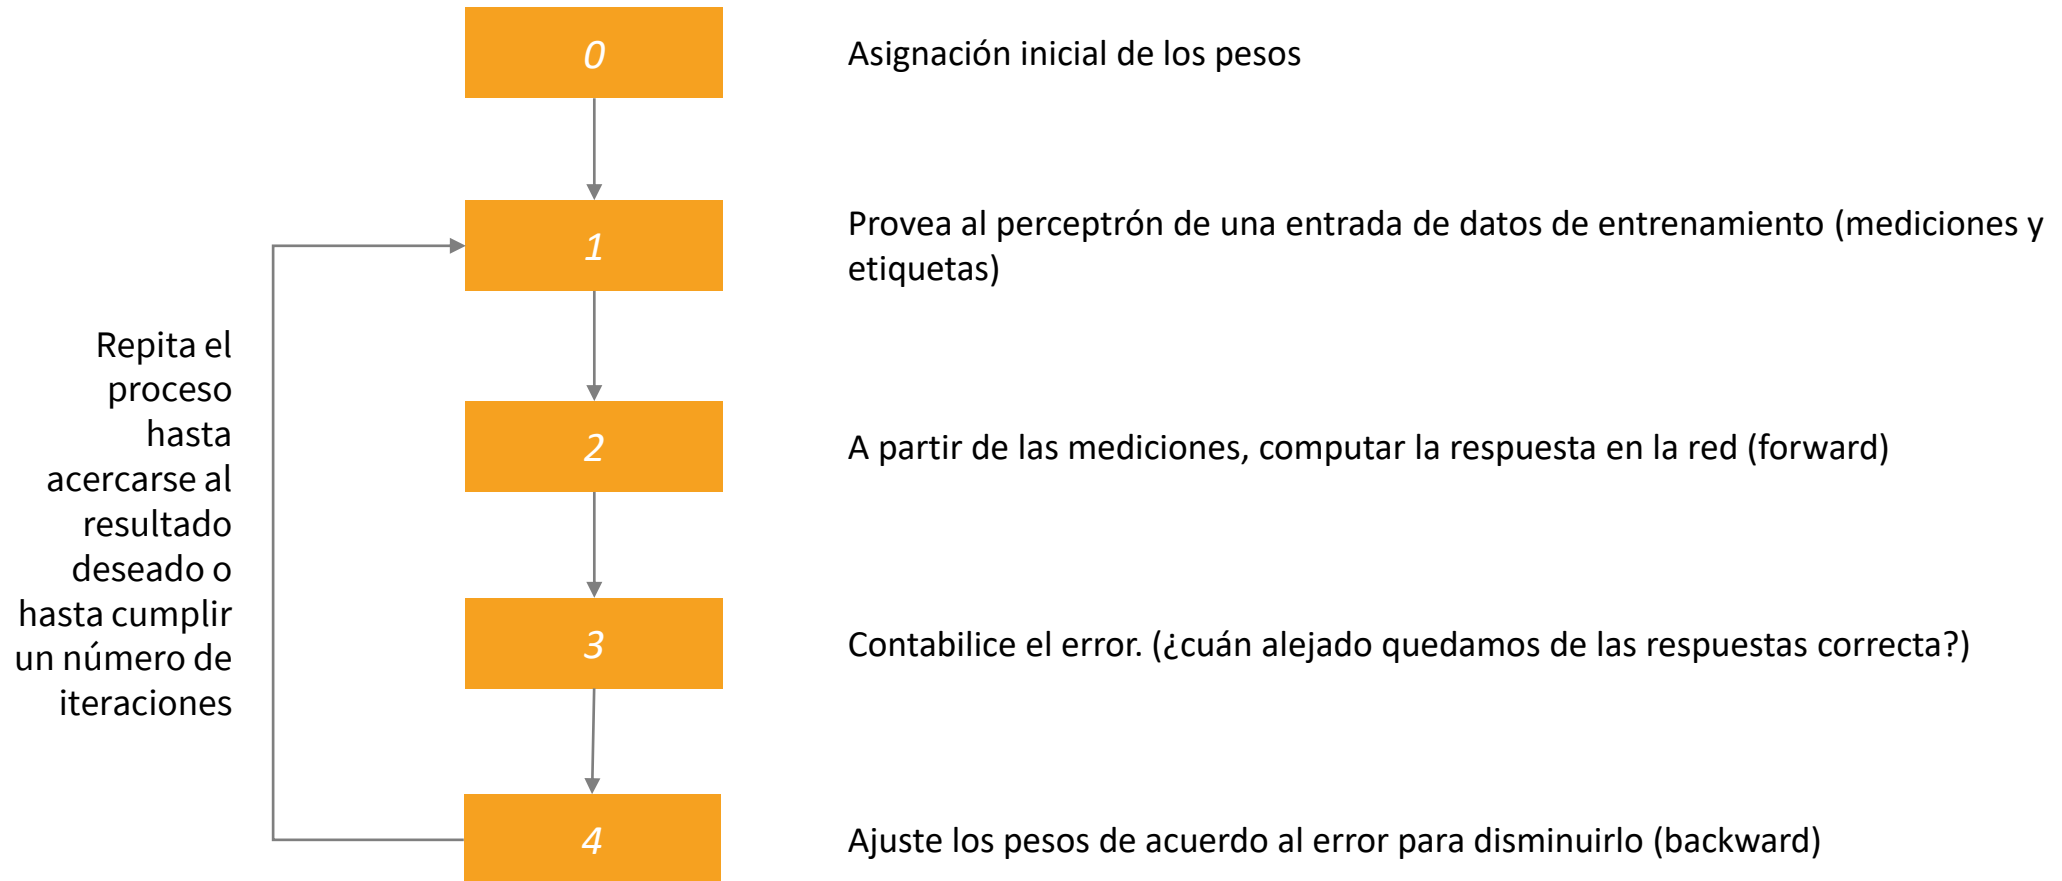 0
Asignación inicial de los pesos
1
Provea al perceptrón de una entrada de datos de entrenamiento (mediciones y
etiquetas)
Repita el
proceso
hasta
acercarse al
resultado
deseado o
hasta cumplir
un número de
iteraciones
2
A partir de las mediciones, computar la respuesta en la red (forward)
3
Contabilice el error. (¿cuán alejado quedamos de las respuestas correcta?)
4
Ajuste los pesos de acuerdo al error para disminuirlo (backward)